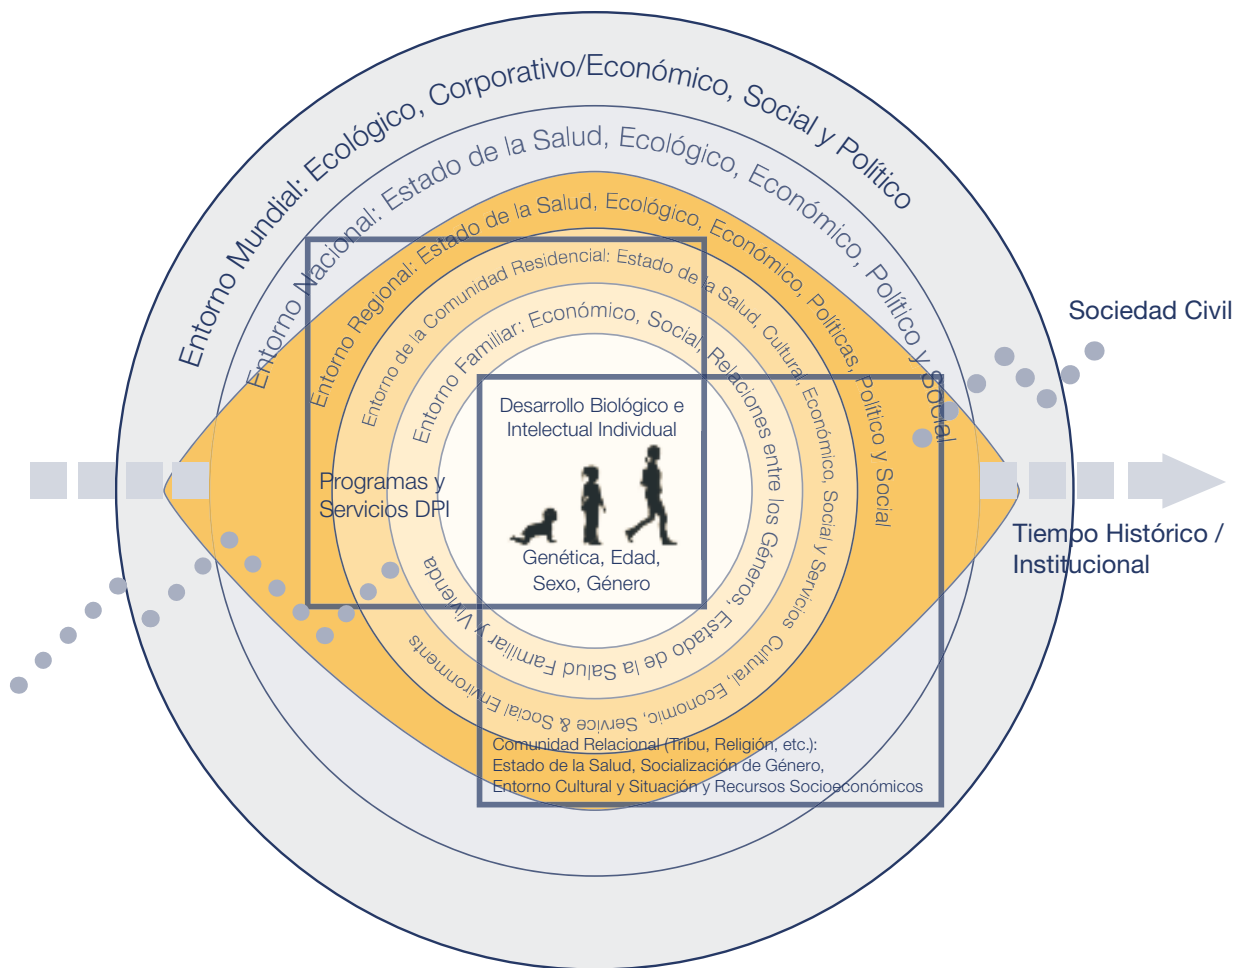 Entorno Mundial: Ecológico, Corporativo/Económico, Social y Político
Entorno Nacional: Estado de la Salud, Ecológico, Económico, Político y Social
Entorno Regional: Estado de la Salud, Ecológico, Económico, Políticas, Político y Social
Entorno de la Comunidad Residencial: Estado de la Salud, Cultural, Económico, Social y Servicios Cultural, Economic, Service & Social Environments
Entorno Familiar: Económico, Social, Relaciones entre los Géneros, Estado de la Salud Familiar y Vivienda
Sociedad Civil
Desarrollo Biológico e
Intelectual Individual
Programas y
Servicios DPI
Genética, Edad,
Sexo, Género
Tiempo Histórico /
Institucional
Comunidad Relacional (Tribu, Religión, etc.):
Estado de la Salud, Socialización de Género,
Entorno Cultural y Situación y Recursos Socioeconómicos